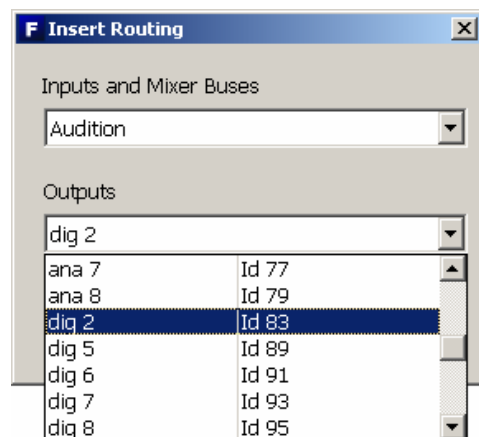 F Insert Routing
Inputs and Mixer Buses
Audition
Outputs
dig 2
ana 7 Id 77
ana 8 Id 79
dig 2 Id 83
dig 5 Id 89
dig 6 Id 91
dig 7 Id 93
dig 8 Id 95